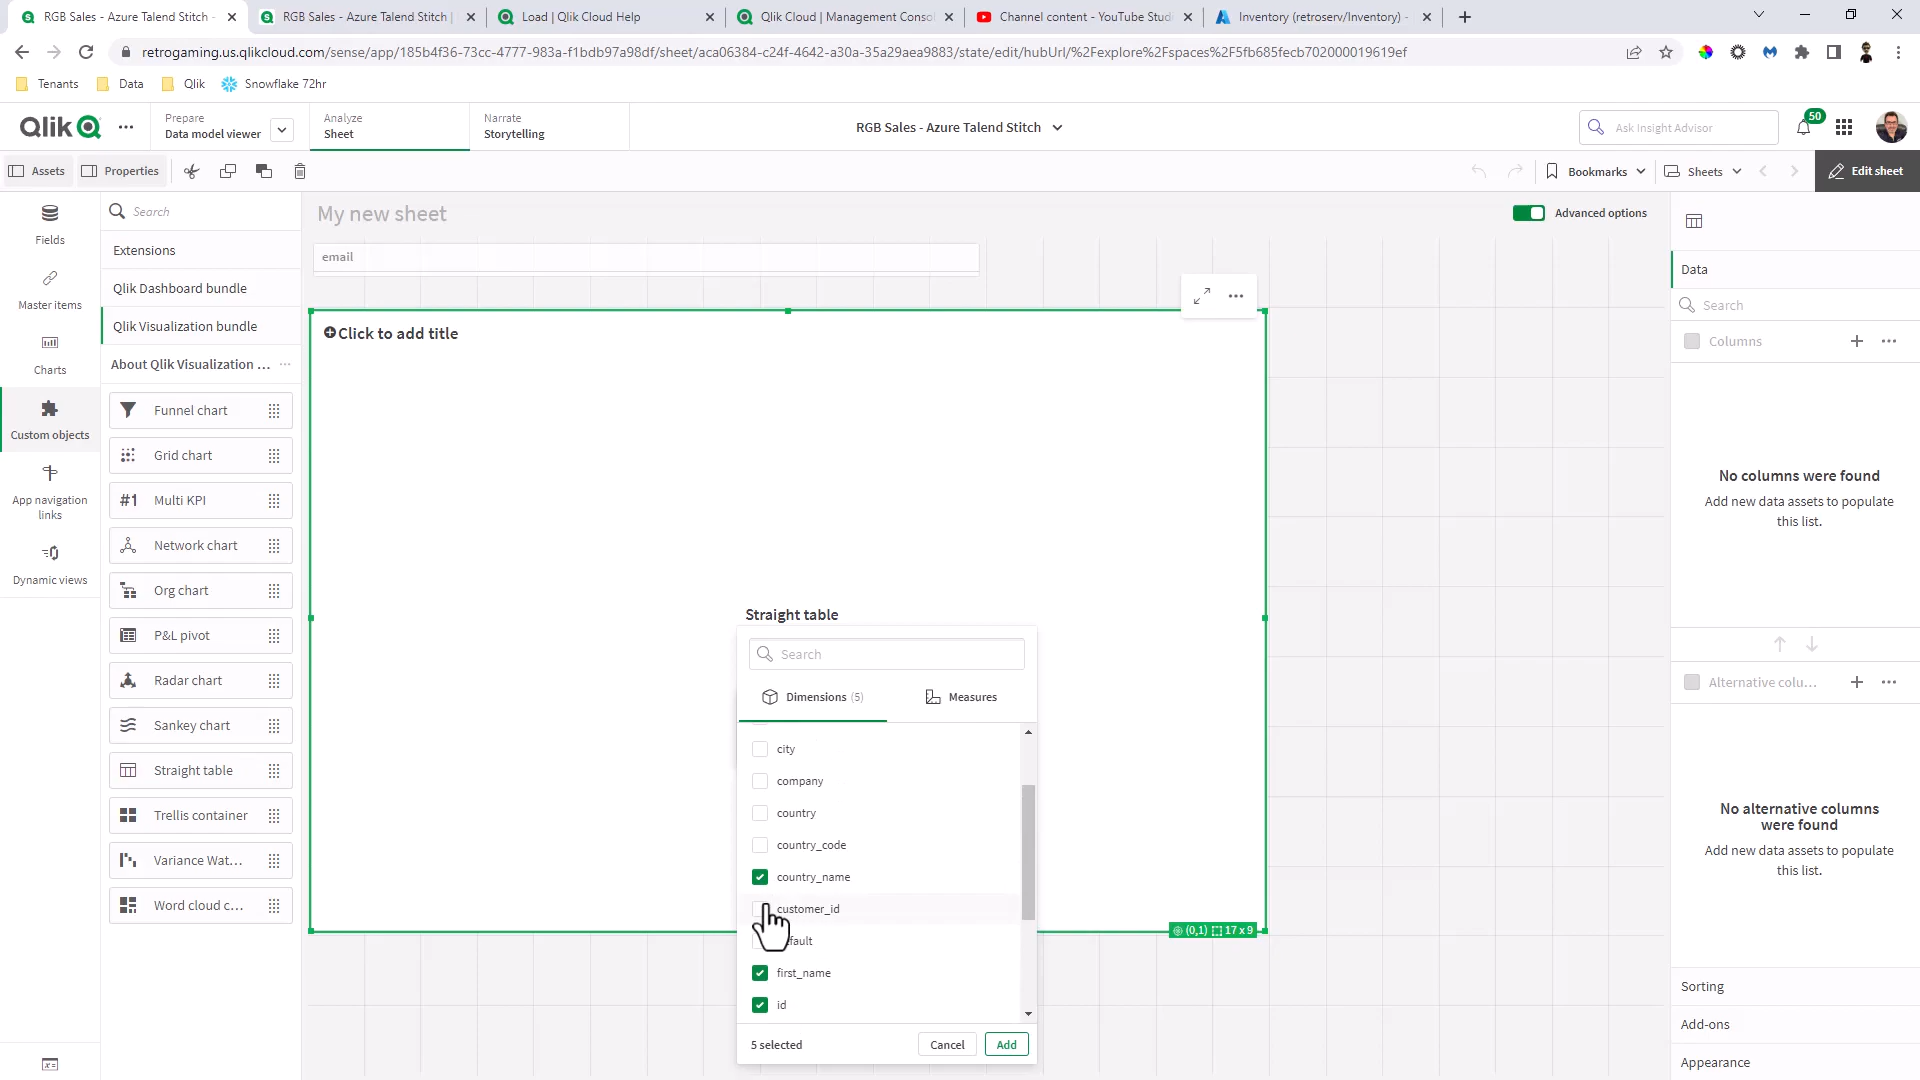 RGB Sales - Azure Talend Stitch -
RGB Sales - Azure Talend Stitch |
Load | Qlik Cloud Help
Qlik Cloud | Management Consol
Channel content - YouTube Studi
Inventory (retroserv/Inventory) -
retrogaming.us.qlikcloud.com/sense/app/185b4f36-73cc-4777-983a-f1bdb97a98df/sheet/aca06384-c24f-4642-a30a-35a29aea9883/state/edit/hubUrl/%2Fexplore%2Fspaces%2F5fb685fecb702000019619ef
Tenants
Data
Qlik
Snowflake 72hr
Qlik
Prepare
Data model viewer
Analyze
Sheet
Narrate
Storytelling
RGB Sales - Azure Talend Stitch
Ask Insight Advisor
50
Assets
Properties
Bookmarks
Sheets
Edit sheet
Fields
Master items
Charts
Custom objects
App navigation
links
Dynamic views
Search
Extensions
Qlik Dashboard bundle
Qlik Visualization bundle
About Qlik Visualization ...
Funnel chart
Grid chart
#1 Multi KPI
Network chart
Org chart
P&L pivot
Radar chart
Sankey chart
Straight table
Trellis container
Variance Wat...
Word cloud c...
My new sheet
Advanced options
email
Click to add title
Straight table
Search
Dimensions (5)
Measures
city
company
country
country_code
country_name
customer_id
first_name
id
5 selected
Cancel
Add
(0,1) 17 x 9
Data
Search
Columns
No columns were found
Add new data assets to populate
this list.
Alternative colu...
No alternative columns
were found
Add new data assets to populate
this list.
Sorting
Add-ons
Appearance